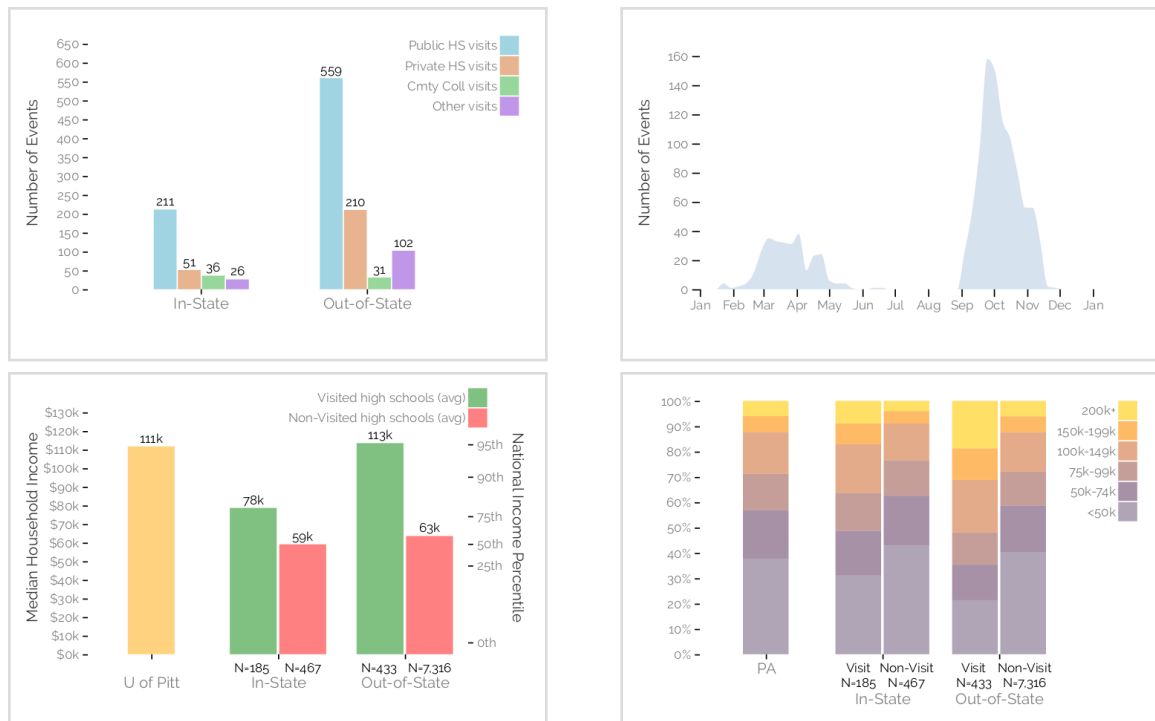 Number of Events
650
600
550
500
450
400
350
300
250
200
150
100
50
0
Public HS visits
Private HS visits
Cmty Coll visits
Other visits
211
51
36
26
559
210
31
102
In-State
Out-of-State
Number of Events
160
140
120
100
80
60
40
20
0
Jan Feb Mar Apr May Jun Jul Aug Sep Oct Nov Dec Jan
Median Household Income
$130k
$120k
$110k
$100k
$90k
$80k
$70k
$60k
$50k
$40k
$30k
$20k
$10k
$0k
Visited high schools (avg)
Non-Visited high schools (avg)
111k
78k
59k
113k
63k
95th
90th
75th
50th
25th
0th
National Income Percentile
N=185 N=467 N=433 N=7,316
U of Pitt In-State Out-of-State
100%
90%
80%
70%
60%
50%
40%
30%
20%
10%
0%
200k+
150k-199k
100k-149k
75k-99k
50k-74k
<50k
PA
Visit Non-Visit Visit Non-Visit
N=185 N=467 N=433 N=7,316
In-State Out-of-State